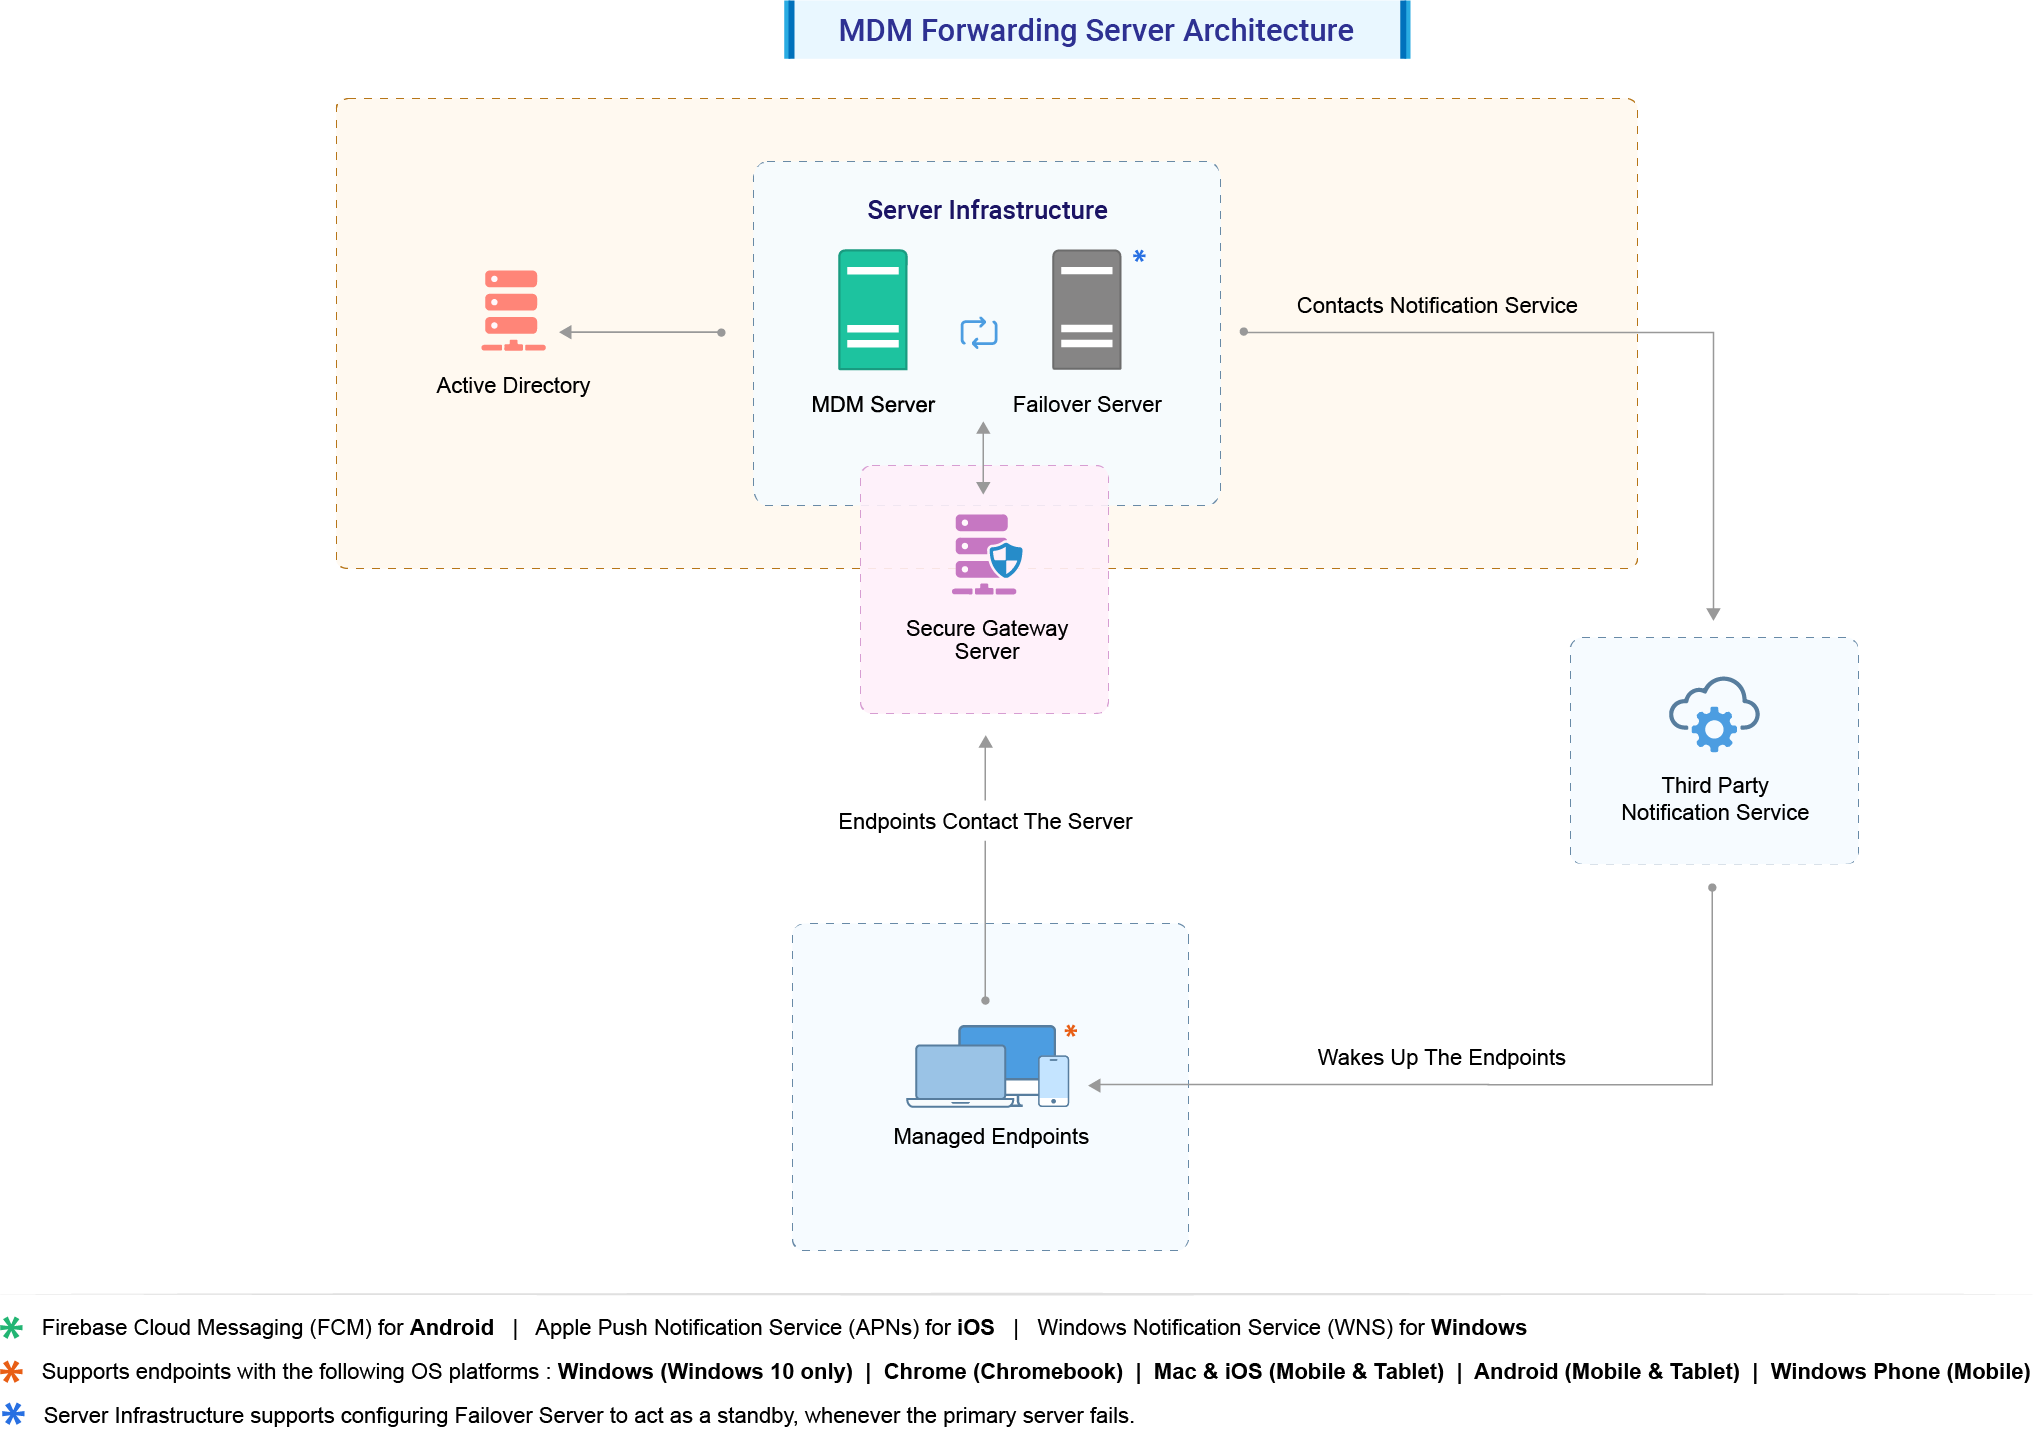 MDM Forwarding Server Architecture
Server Infrastructure
*
Contacts Notification Service
Active Directory
MDM Server
Failover Server
Secure Gateway
Server
Third Party
Notification Service
Endpoints Contact The Server
*
Wakes Up The Endpoints
Managed Endpoints
* Firebase Cloud Messaging (FCM) for Android | Apple Push Notification Service (APNs) for iOS | Windows Notification Service (WNS) for Windows
* Supports endpoints with the following OS platforms : Windows (Windows 10 only) | Chrome (Chromebook) | Mac & iOS (Mobile & Tablet) | Android (Mobile & Tablet) | Windows Phone (Mobile)
* Server Infrastructure supports configuring Failover Server to act as a standby, whenever the primary server fails.